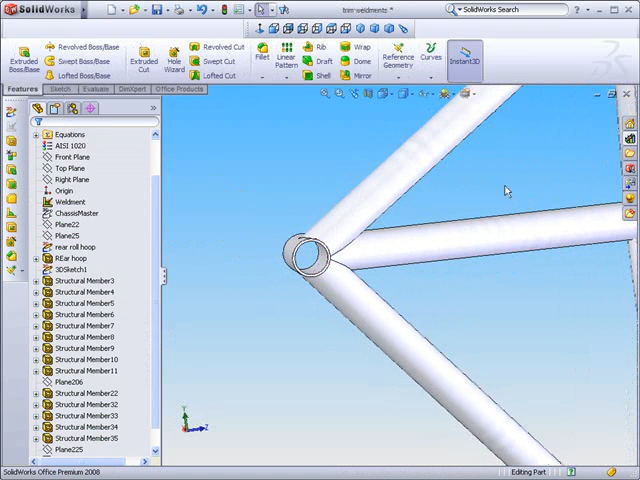 SolidWorks
trim weldments *
SolidWorks Search
Extruded Boss/Base
Revolved Boss/Base
Swept Boss/Base
Lofted Boss/Base
Extruded Cut
Hole Wizard
Revolved Cut
Swept Cut
Lofted Cut
Fillet
Linear Pattern
Rib
Draft
Shell
Wrap
Dome
Mirror
Reference Geometry
Curves
Instant3D
Features
Sketch
Evaluate
DimXpert
Office Products
Equations
AISI 1020
Front Plane
Top Plane
Right Plane
Origin
Weldment
ChassisMaster
Plane22
Plane25
rear roll hoop
REar hoop
3DSketch1
Structural Member3
Structural Member4
Structural Member5
Structural Member6
Structural Member7
Structural Member8
Structural Member9
Structural Member10
Structural Member11
Plane206
Structural Member22
Structural Member32
Structural Member33
Structural Member34
Structural Member35
Plane225
Y
Z
SolidWorks Office Premium 2008
Editing Part